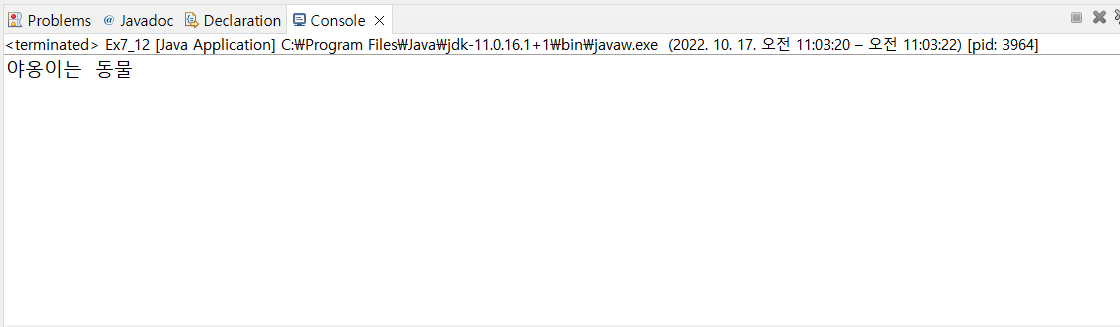 Problems @ Javadoc Declaration Console
<terminated> Ex7_12 [Java Application] C:₩Program Files₩Java₩jdk-11.0.16.1+1₩bin₩javaw.exe (2022. 10. 17. 오전 11:03:20 – 오전 11:03:22) [pid: 3964]
야옹이는 동물